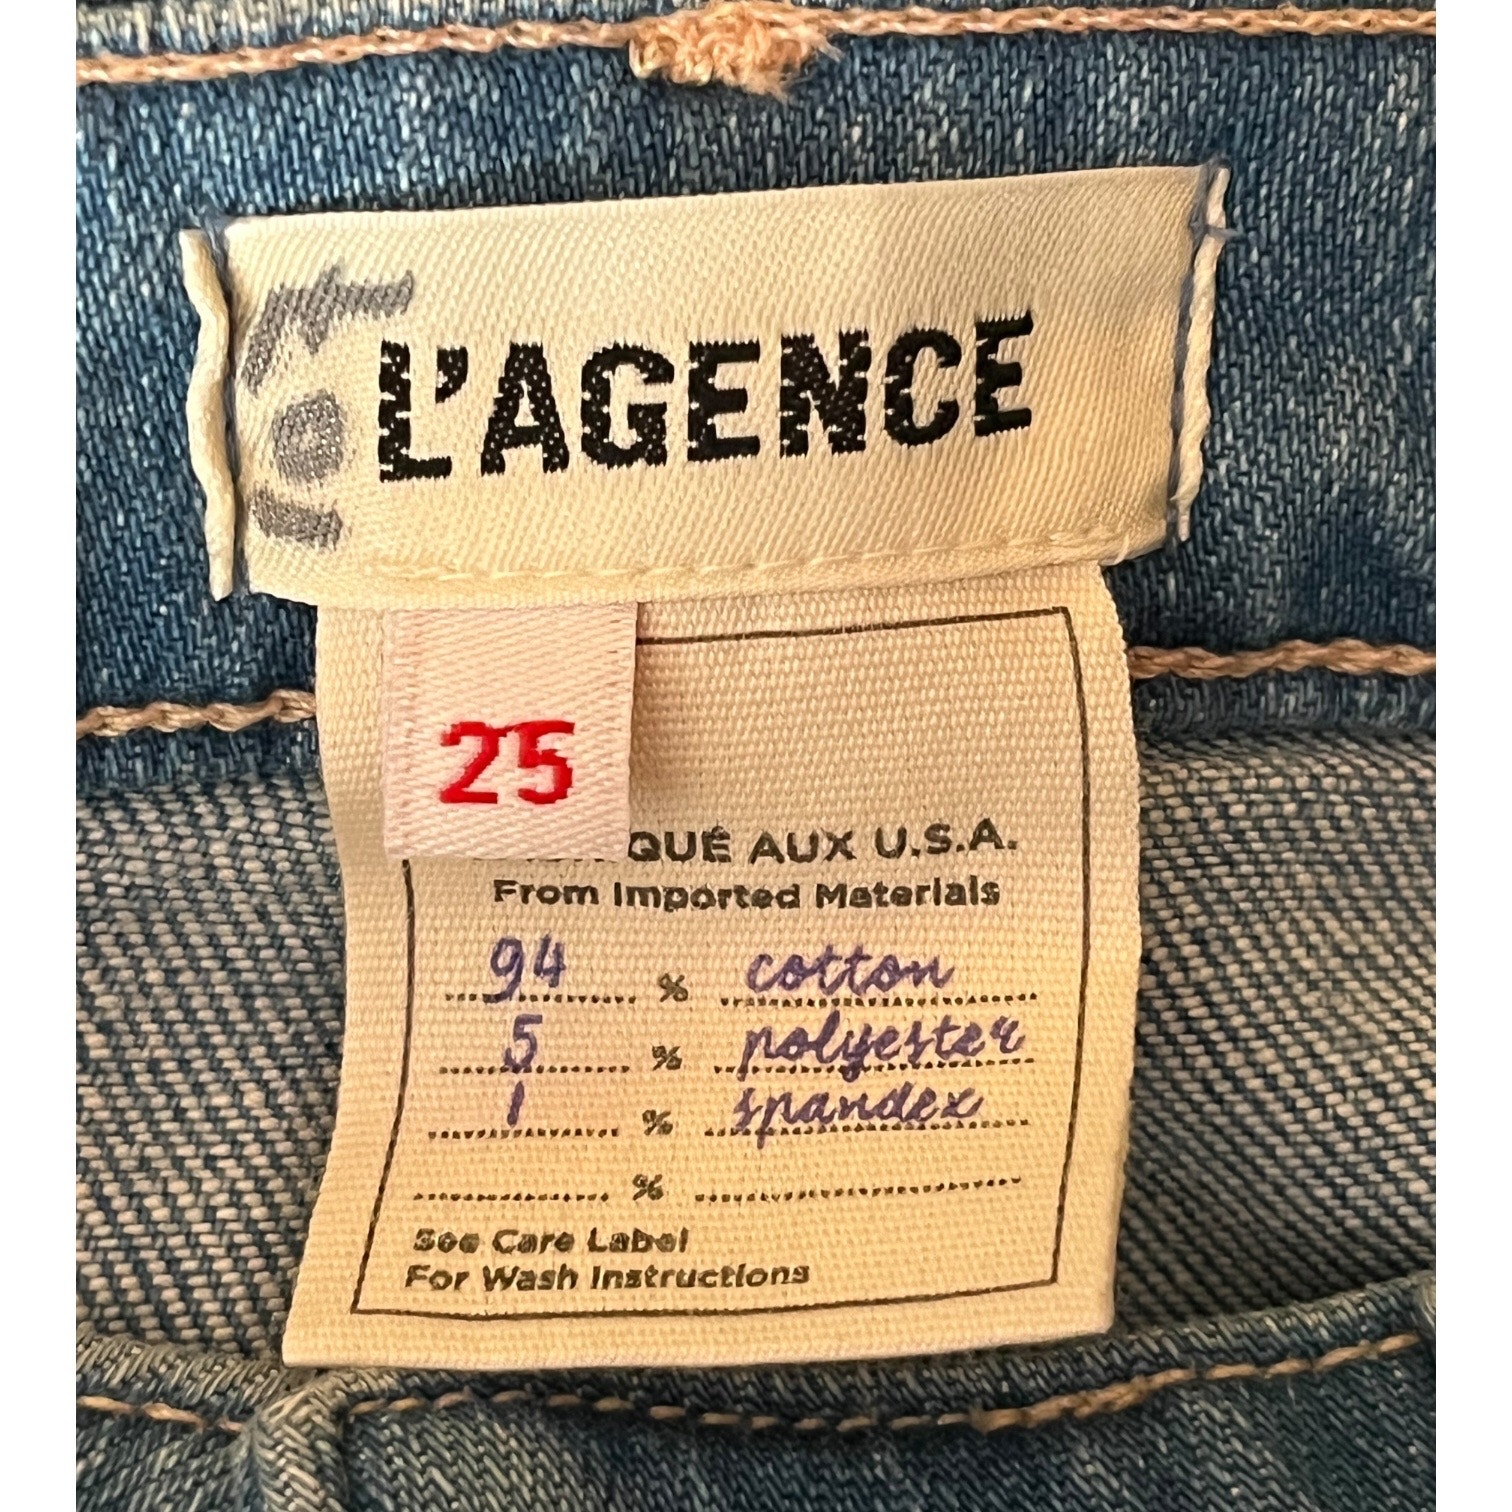 L'AGENCE
25
QUÉ AUX U.S.A.
From Imported Materials
94 % cotton
5 % polyester
1 % spandex
%
See Care Label
For Wash Instructions